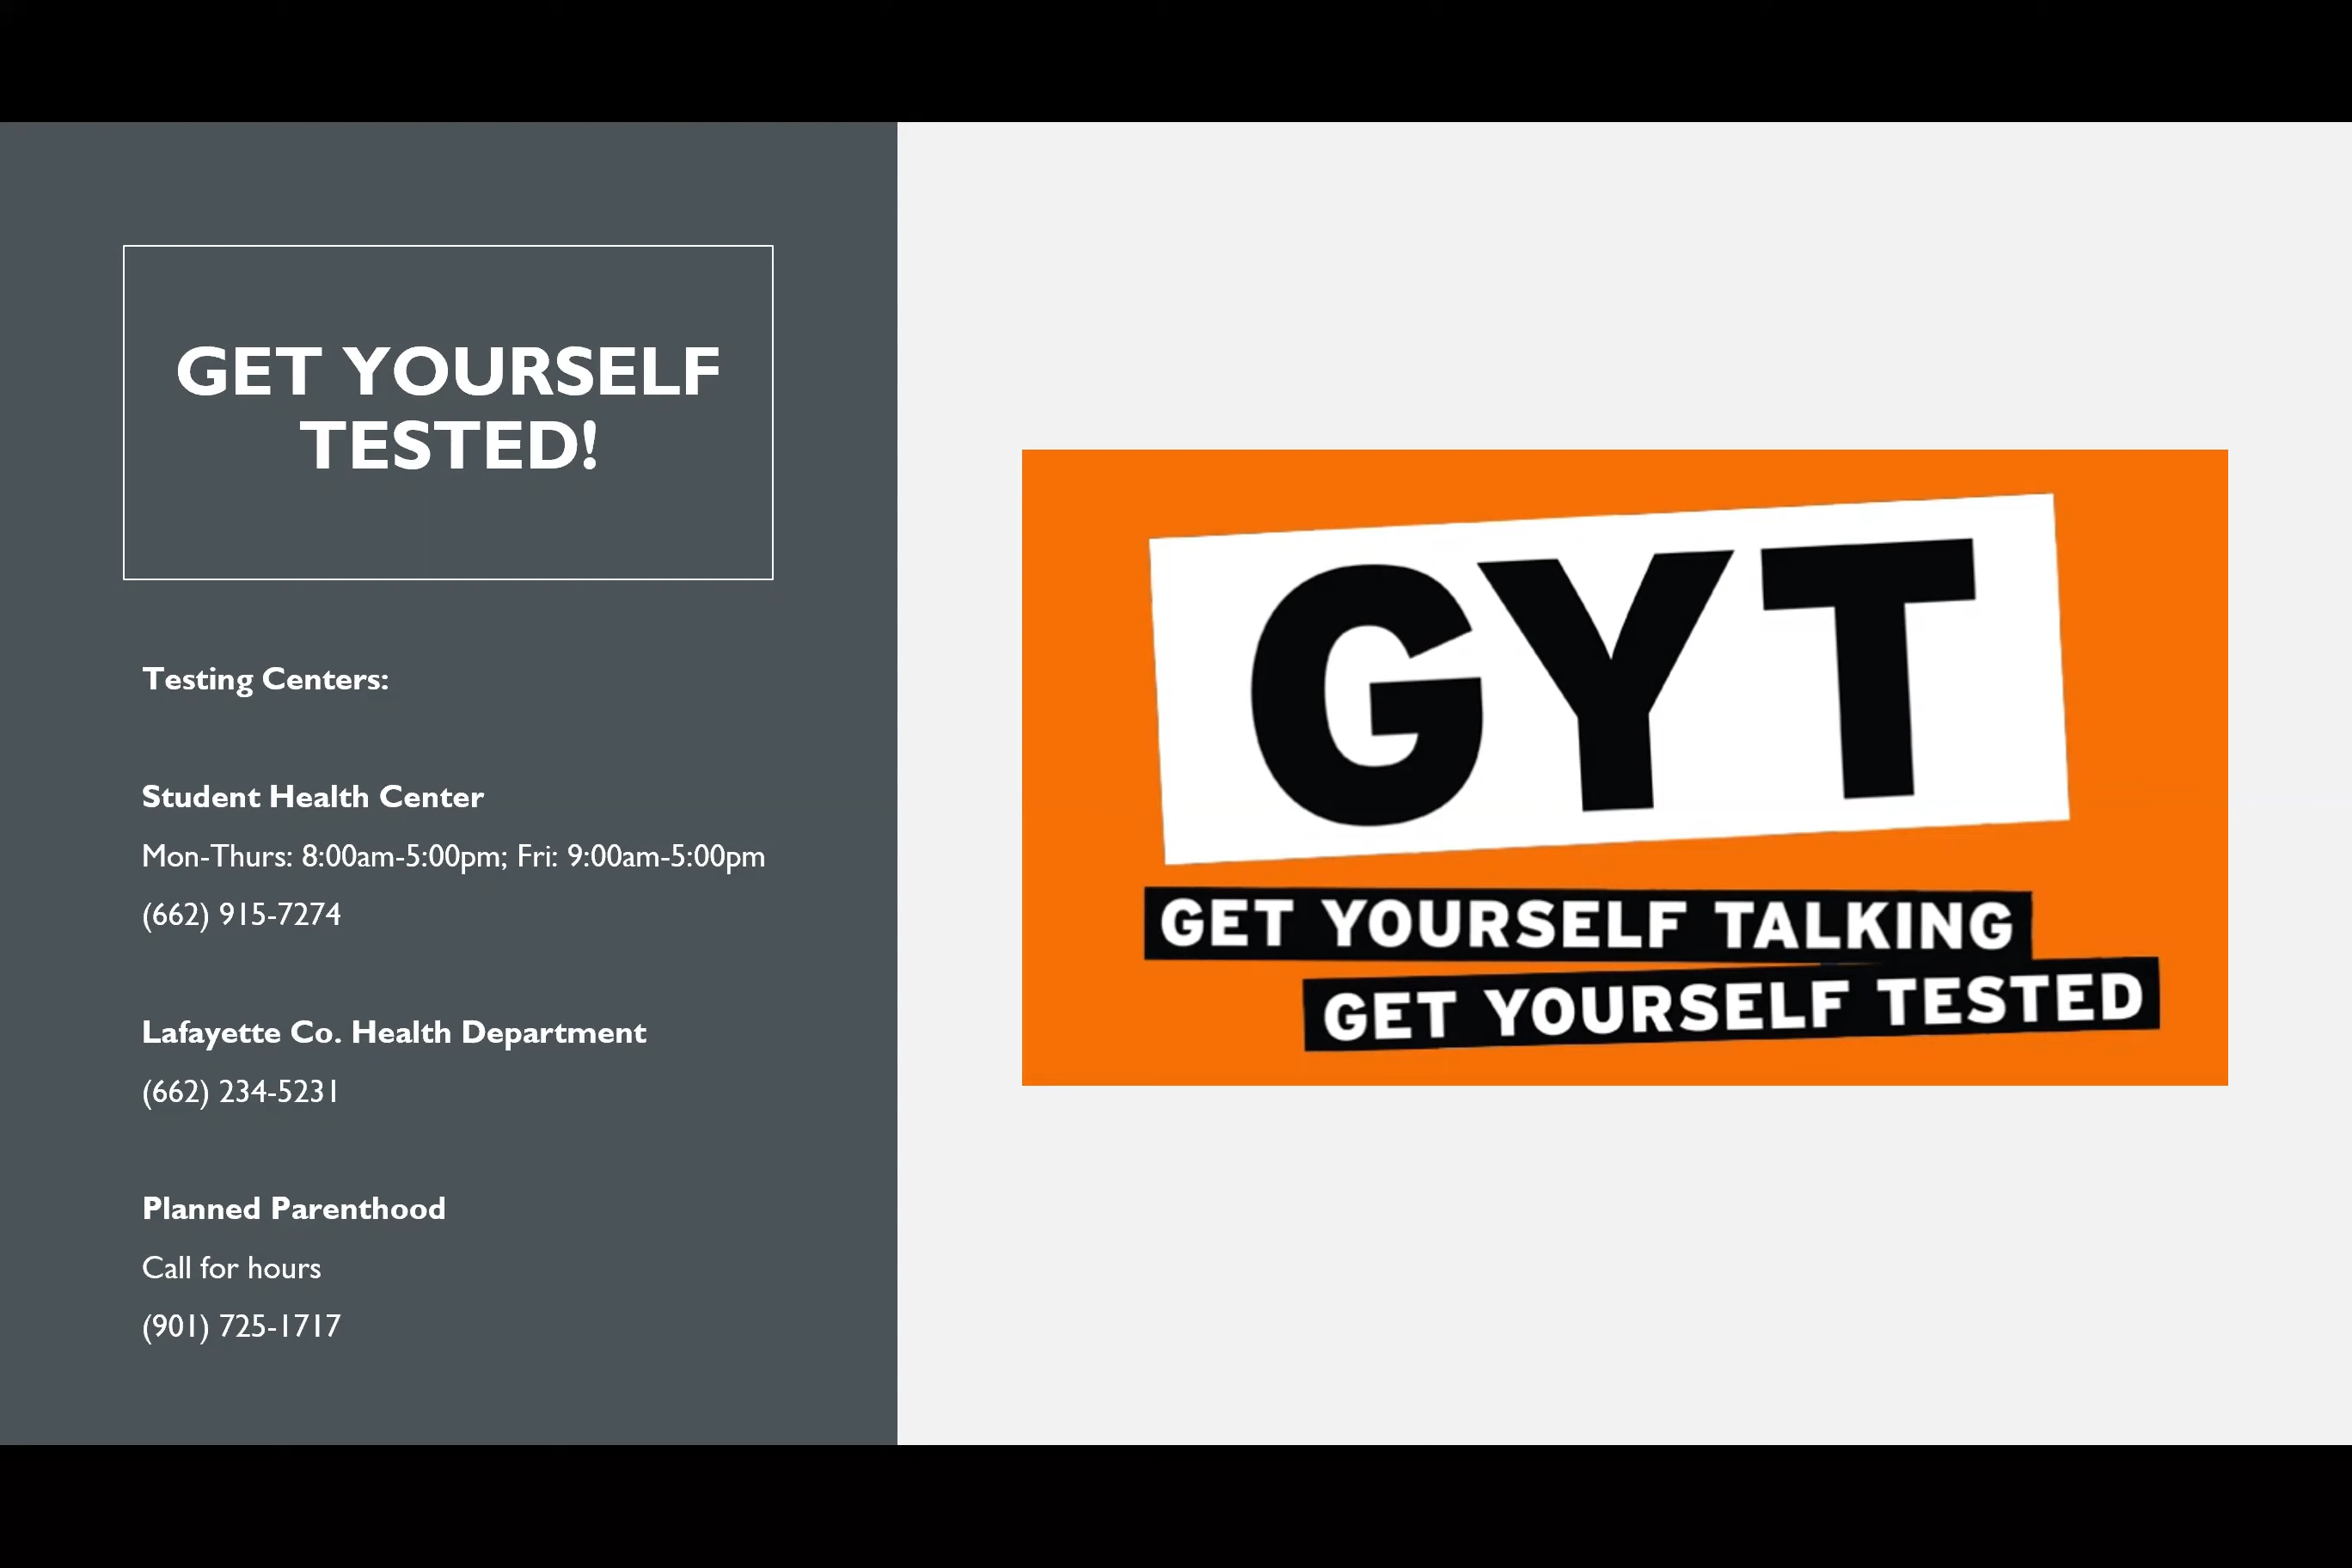 GET YOURSELF
TESTED!
Testing Centers:
Student Health Center
Mon-Thurs: 8:00am-5:00pm; Fri: 9:00am-5:00pm
(662) 915-7274
Lafayette Co. Health Department
(662) 234-5231
Planned Parenthood
Call for hours
(901) 725-1717
GYT
GET YOURSELF TALKING
GET YOURSELF TESTED